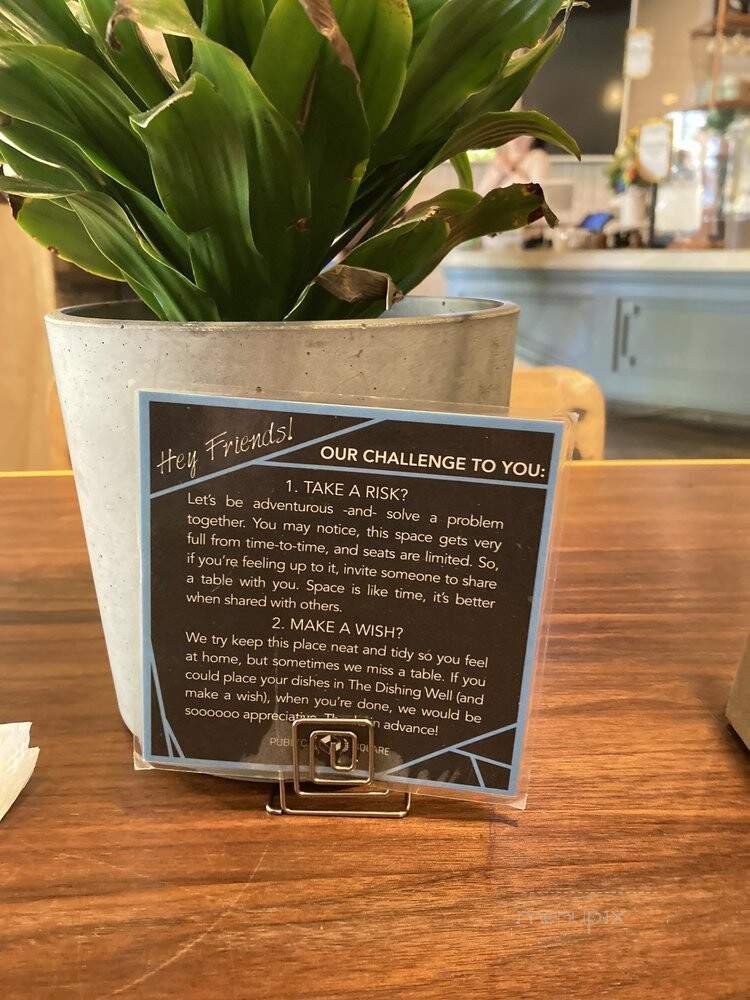 Hey Friends!
OUR CHALLENGE TO YOU:
1. TAKE A RISK?
Let's be adventurous -and- solve a problem
together. You may notice, this space gets very
full from time-to-time, and seats are limited. So,
if you're feeling up to it, invite someone to share
a table with you. Space is like time, it's better
when shared with others.
2. MAKE A WISH?
We try keep this place neat and tidy so you feel
at home, but sometimes we miss a table. If you
could place your dishes in The Dishing Well (and
make a wish), when you're done, we would be
soooooo appreciative. in advance!
PUBLIC SQUARE
menupix